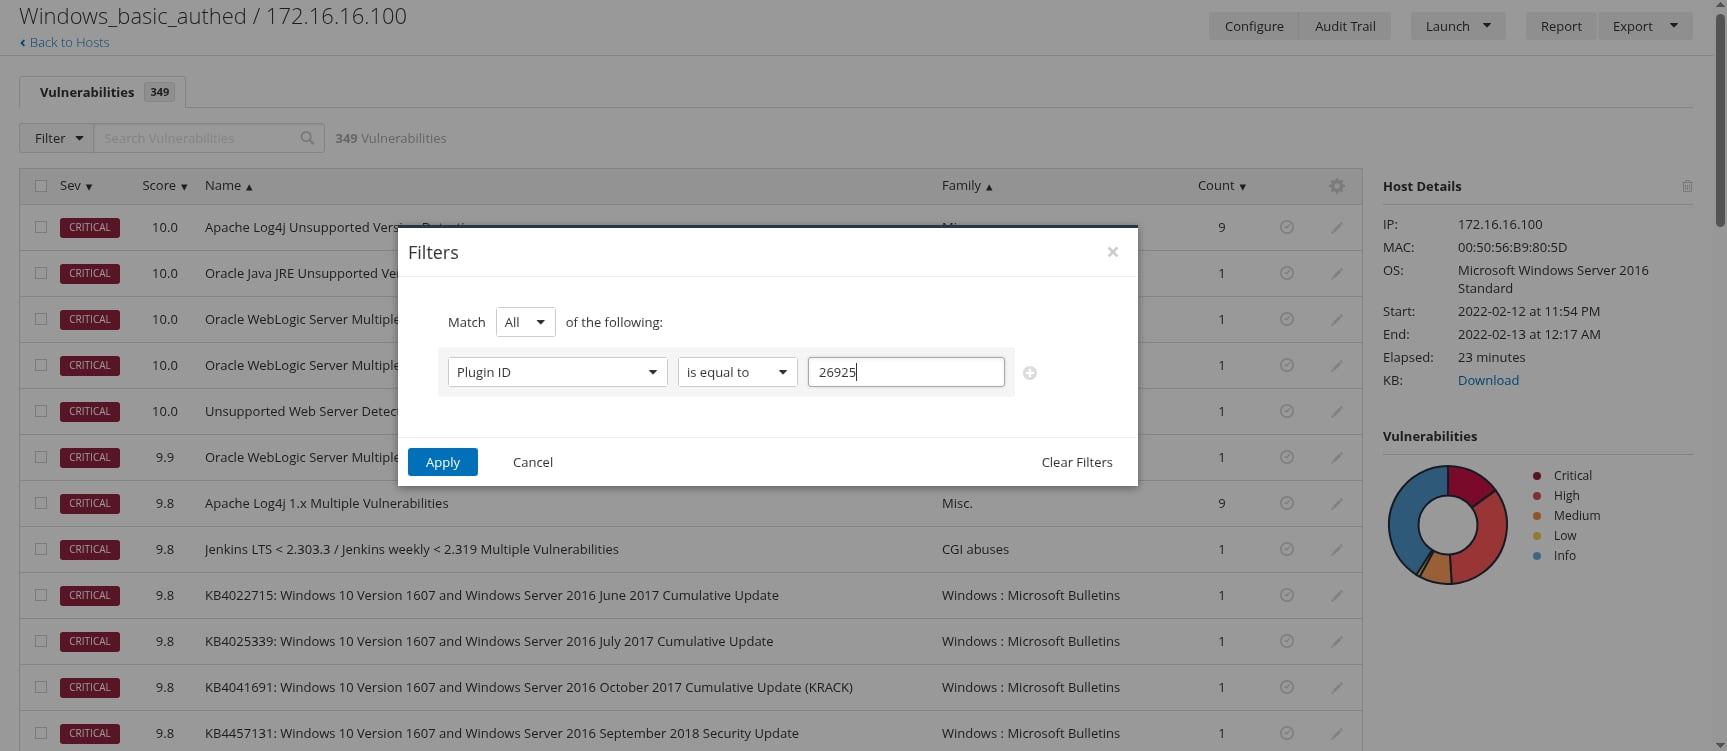 Windows_basic_authed / 172.16.16.100
Back to Hosts
Configure Audit Trail Launch Report Export
Vulnerabilities 349
Filter Search Vulnerabilities 349 Vulnerabilities
Sev Score Name Family Count
CRITICAL 10.0 Apache Log4j Unsupported 9
CRITICAL 10.0 Oracle Java JRE Unsupported 1
CRITICAL 10.0 Oracle WebLogic Server Multiple 1
CRITICAL 10.0 Oracle WebLogic Server Multiple 1
CRITICAL 10.0 Unsupported Web Server 1
CRITICAL 9.9 Oracle WebLogic Server Multiple 1
CRITICAL 9.8 Apache Log4j 1.x Multiple Vulnerabilities Misc. 9
CRITICAL 9.8 Jenkins LTS < 2.303.3 / Jenkins weekly < 2.319 Multiple Vulnerabilities CGI abuses 1
CRITICAL 9.8 KB4022715: Windows 10 Version 1607 and Windows Server 2016 June 2017 Cumulative Update Windows : Microsoft Bulletins 1
CRITICAL 9.8 KB4025339: Windows 10 Version 1607 and Windows Server 2016 July 2017 Cumulative Update Windows : Microsoft Bulletins 1
CRITICAL 9.8 KB4041691: Windows 10 Version 1607 and Windows Server 2016 October 2017 Cumulative Update (KRACK) Windows : Microsoft Bulletins 1
CRITICAL 9.8 KB4457131: Windows 10 Version 1607 and Windows Server 2016 September 2018 Security Update Windows : Microsoft Bulletins 1
Filters ×
Match All of the following:
Plugin ID is equal to 26925
Apply Cancel Clear Filters
Host Details
IP: 172.16.16.100
MAC: 00:50:56:B9:80:5D
OS: Microsoft Windows Server 2016
Standard
Start: 2022-02-12 at 11:54 PM
End: 2022-02-13 at 12:17 AM
Elapsed: 23 minutes
KB: Download
Vulnerabilities
Critical
High
Medium
Low
Info